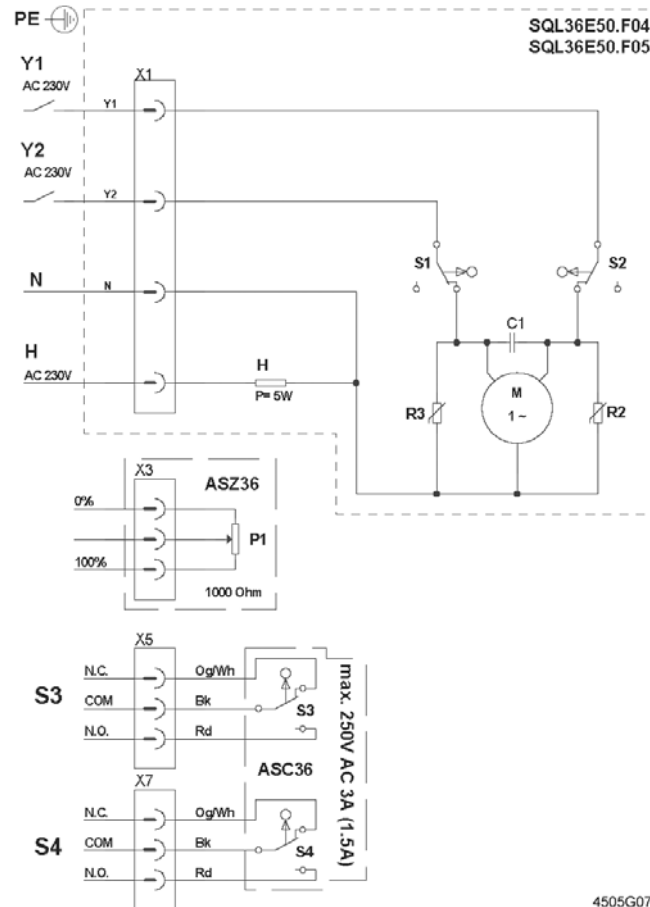 PE
SQL36E50.F04
SQL36E50.F05
Y1
AC 230V
X1
Y1
Y2
AC 230V
Y2
S1
S2
N
N
C1
H
AC 230V
H
P= 5W
M
1 ~
R3
R2
X3
ASZ36
0%
P1
100%
1000 Ohm
X5
N.C.
Og/Wh
S3
COM
Bk
S3
N.O.
Rd
max. 250V AC 3A (1.5A)
ASC36
X7
N.C.
Og/Wh
S4
COM
Bk
S4
N.O.
Rd
4505G07